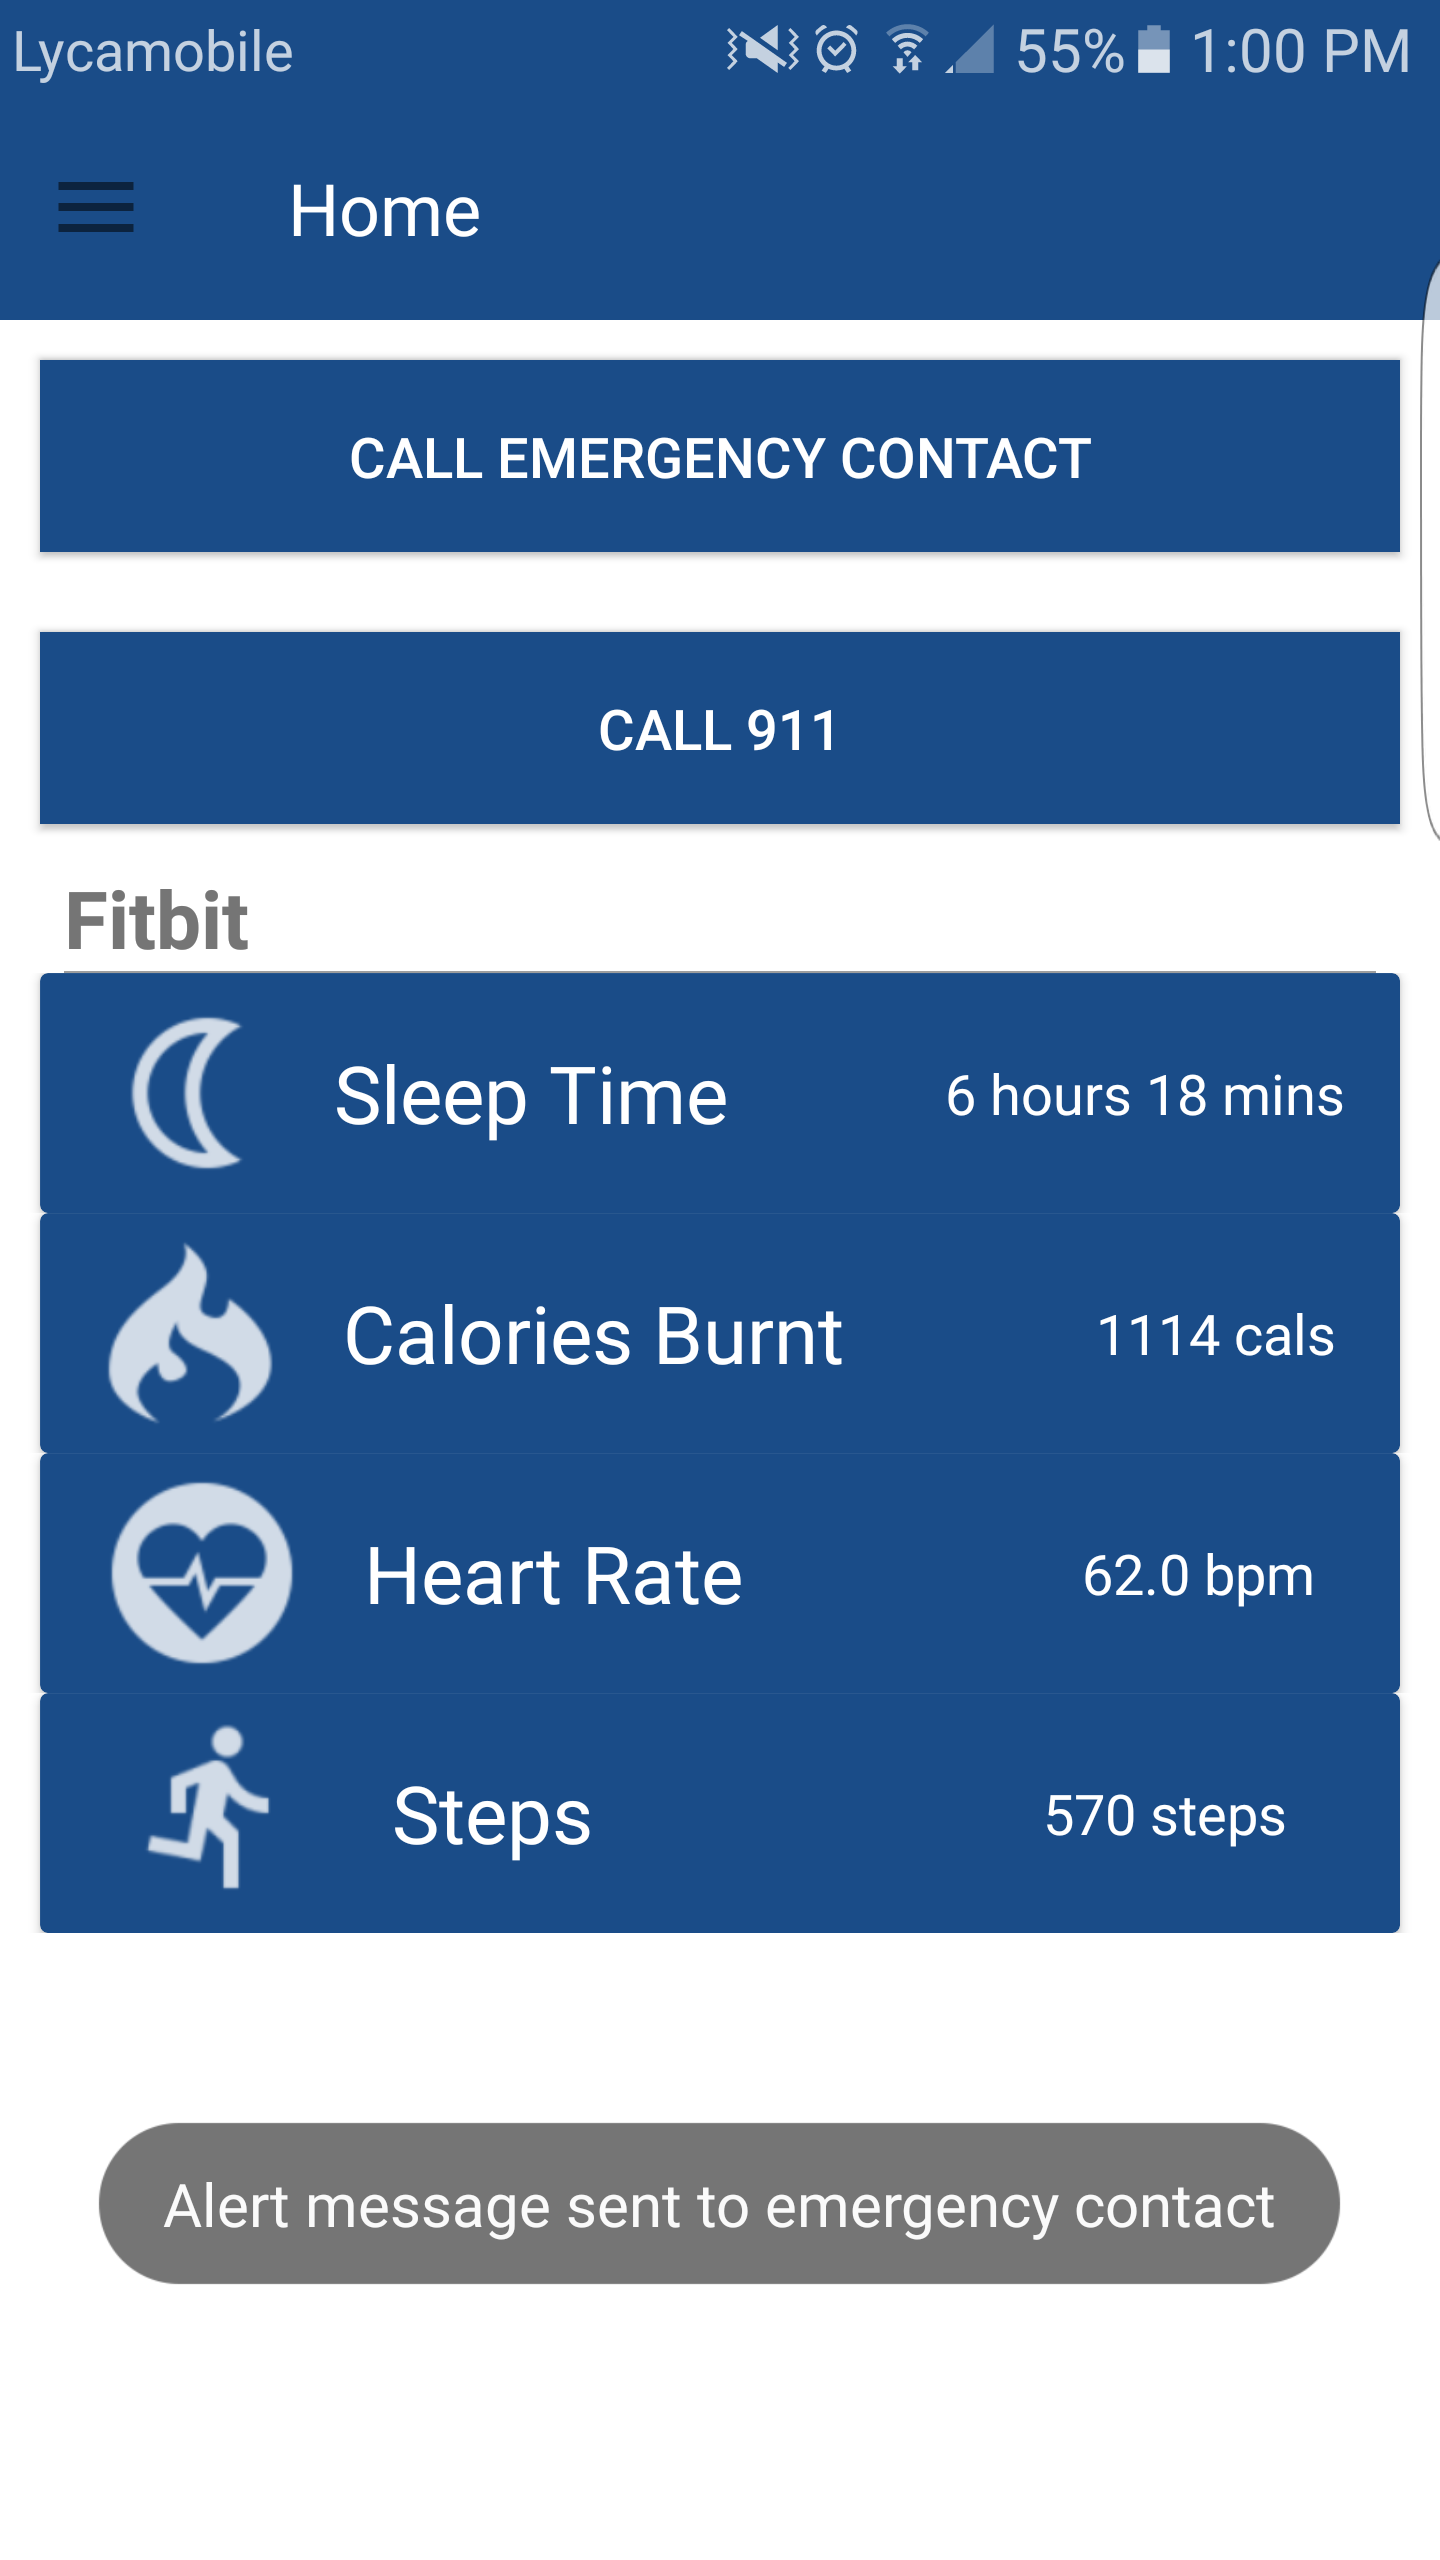 Lycamobile 55% 1:00 PM
Home
CALL EMERGENCY CONTACT
CALL 911
Fitbit
Sleep Time 6 hours 18 mins
Calories Burnt 1114 cals
Heart Rate 62.0 bpm
Steps 570 steps
Alert message sent to emergency contact